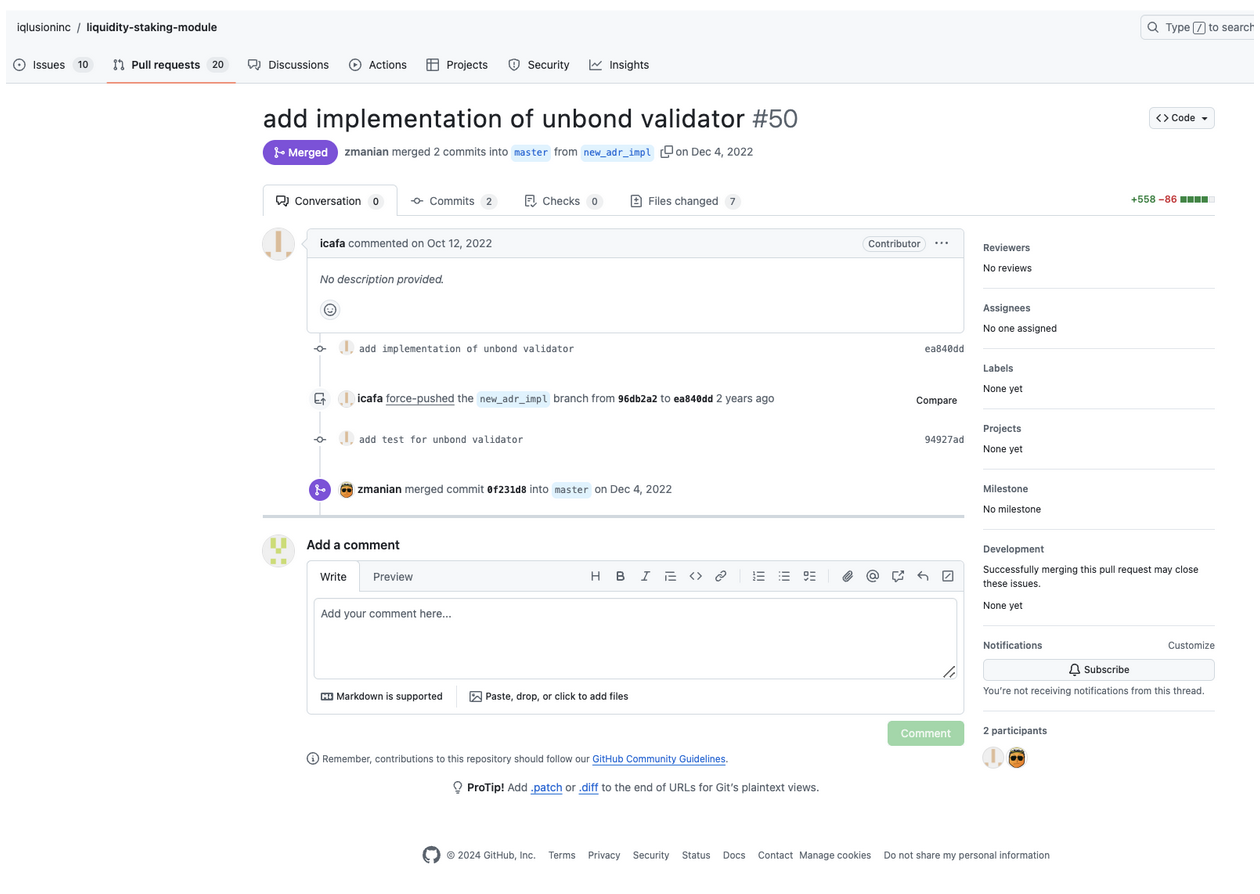 iqlusioninc / liquidity-staking-module
Type / to search
Issues 10 Pull requests 20 Discussions Actions Projects Security Insights
add implementation of unbond validator #50
Code
Merged zmanian merged 2 commits into master from new_adr_impl on Dec 4, 2022
Conversation 0 Commits 2 Checks 0 Files changed 7
+558 −86
icafa commented on Oct 12, 2022
Contributor ...
No description provided.
add implementation of unbond validator ea840dd
icafa force-pushed the new_adr_impl branch from 96db2a2 to ea840dd 2 years ago
Compare
add test for unbond validator 94927ad
zmanian merged commit 0f231d8 into master on Dec 4, 2022
Add a comment
Write Preview
H B I
Add your comment here...
Markdown is supported
Paste, drop, or click to add files
Comment
Remember, contributions to this repository should follow our GitHub Community Guidelines.
ProTip! Add .patch or .diff to the end of URLs for Git's plaintext views.
Reviewers
No reviews
Assignees
No one assigned
Labels
None yet
Projects
None yet
Milestone
No milestone
Development
Successfully merging this pull request may close
these issues.
None yet
Notifications Customize
Subscribe
You're not receiving notifications from this thread.
2 participants
© 2024 GitHub, Inc. Terms Privacy Security Status Docs Contact Manage cookies Do not share my personal information